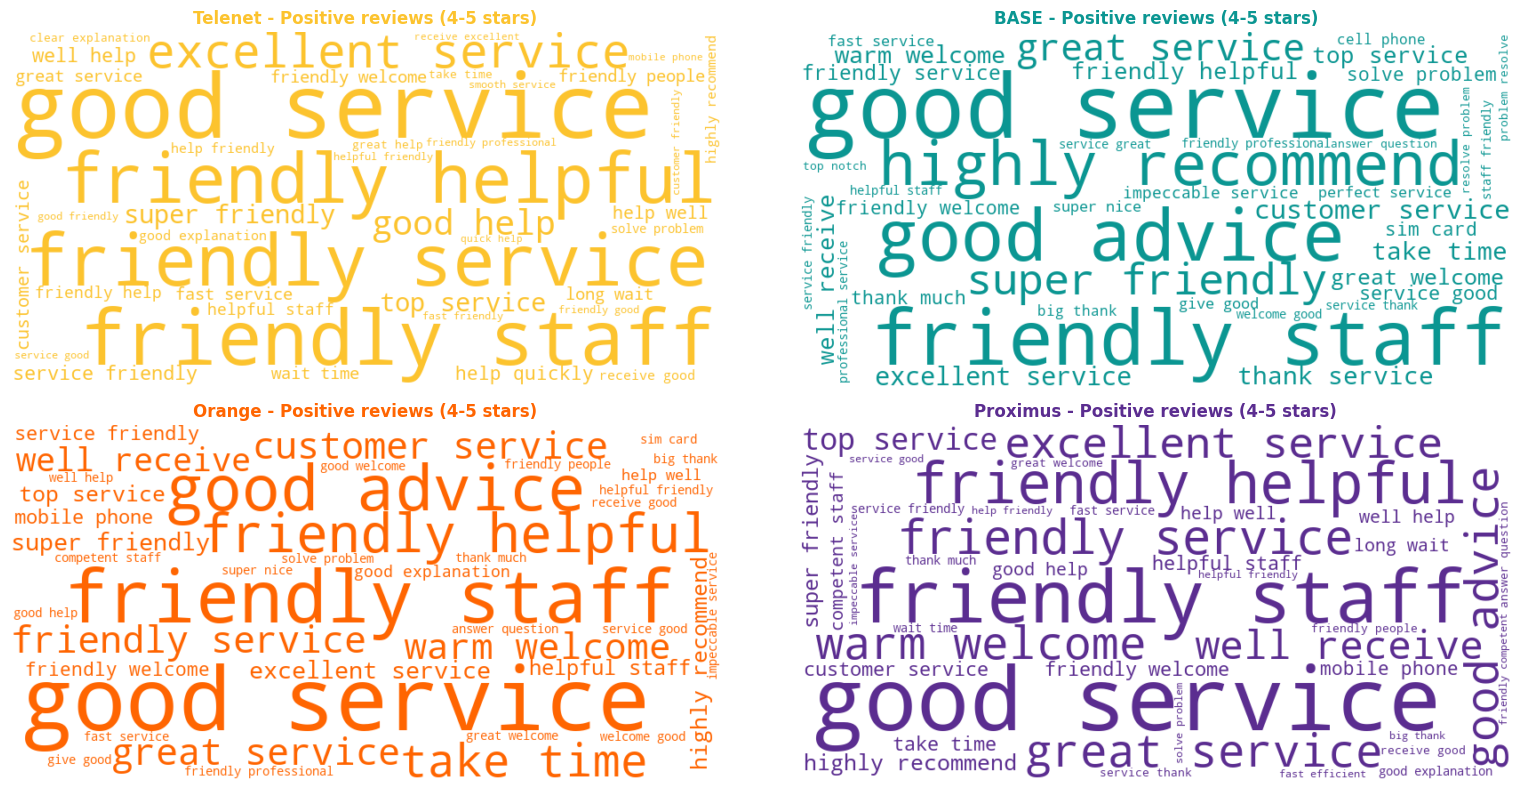 Telenet - Positive reviews (4-5 stars)
clear explanation
receive excellent
well help
excellent service
mobile phone
great service
friendly welcome
take time
friendly people
smooth service
highly recommend
good service
customer friendly
help friendly
great help
friendly professional
helpful friendly
friendly helpful
customer service
good friendly
super friendly
good help
help well
solve problem
good explanation
quick help
friendly service
friendly help
fast service
top service
long wait
helpful staff
fast friendly
friendly good
friendly staff
service good
service friendly
wait time
help quickly
receive good
BASE - Positive reviews (4-5 stars)
fast service
warm welcome
great service
cell phone
top service
friendly service
friendly helpful
solve problem
problem resolve
good service
resolve problem
staff friendly
service great
friendly professional
answer question
top notch
highly recommend
helpful staff
impeccable service
perfect service
service friendly
well receive
friendly welcome
super nice
customer service
good advice
sim card
take time
professional service
super friendly
great welcome
service good
thank much
give good
service thank
big thank
welcome good
friendly staff
excellent service
thank service
Orange - Positive reviews (4-5 stars)
service friendly
customer service
sim card
well receive
good welcome
friendly people
big thank
well help
help well
top service
good advice
helpful friendly
receive good
mobile phone
friendly helpful
super friendly
competent staff
solve problem
thank much
super nice
good explanation
impeccable service
highly recommend
friendly staff
good help
answer question
service good
friendly service
warm welcome
friendly welcome
excellent service
helpful staff
good service
fast service
great welcome
welcome good
give good
great service
take time
friendly professional
Proximus - Positive reviews (4-5 stars)
top service
excellent service
service good
great welcome
super friendly
competent staff
impeccable service
friendly helpful
good advice
service friendly
help friendly
fast service
help well
well help
answer question
friendly service
long wait
thank much
good help
helpful staff
helpful friendly
friendly staff
wait time
friendly people
warm welcome
well receive
friendly competent
customer service
friendly welcome
mobile phone
good service
solve problem
take time
great service
big thank
receive good
highly recommend
service thank
fast efficient
good explanation